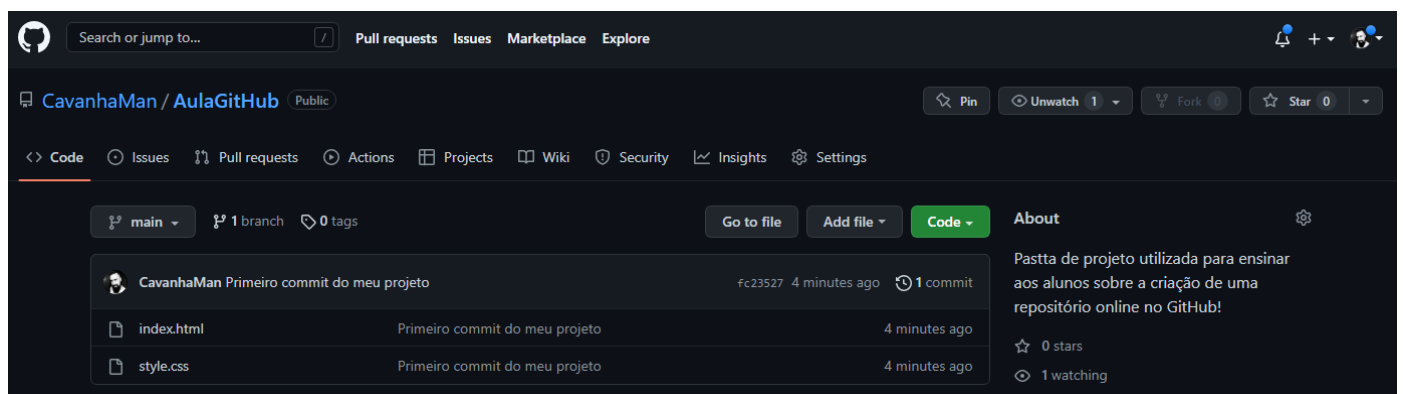 Search or jump to... / Pull requests Issues Marketplace Explore
CavanhaMan / AulaGitHub Public Pin Unwatch 1 Fork 0 Star 0
<> Code Issues Pull requests Actions Projects Wiki Security Insights Settings
main 1 branch 0 tags Go to file Add file Code
CavanhaMan Primeiro commit do meu projeto fc23527 4 minutes ago 1 commit
index.html Primeiro commit do meu projeto 4 minutes ago
style.css Primeiro commit do meu projeto 4 minutes ago
About
Pastta de projeto utilizada para ensinar
aos alunos sobre a criação de uma
repositório online no GitHub!
0 stars
1 watching